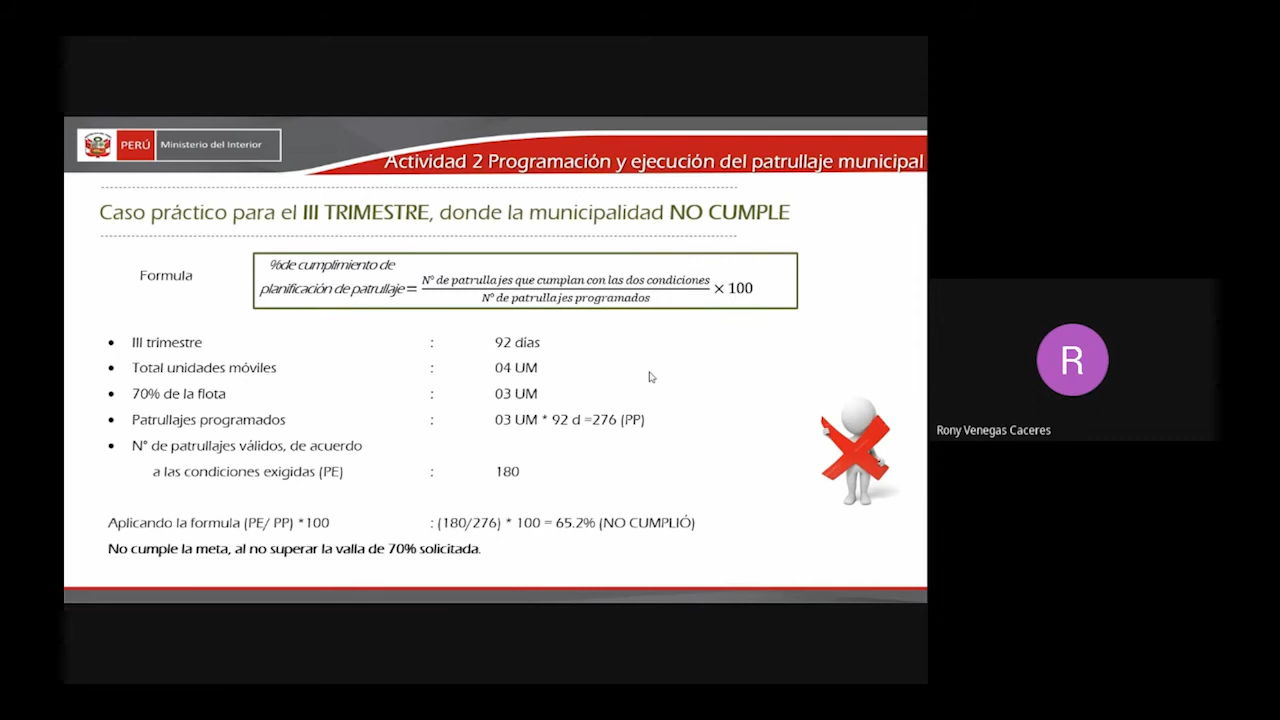 PERÚ Ministerio del Interior
Actividad 2 Programación y ejecución del patrullaje municipal
Caso práctico para el III TRIMESTRE, donde la municipalidad NO CUMPLE
Formula
%de cumplimiento de
planificación de patrullaje = N° de patrullajes que cumplan con las dos condiciones
N° de patrullajes programados
× 100
• III trimestre : 92 días
• Total unidades móviles : 04 UM
• 70% de la flota : 03 UM
• Patrullajes programados : 03 UM * 92 d =276 (PP)
• N° de patrullajes válidos, de acuerdo
a las condiciones exigidas (PE) : 180
Aplicando la formula (PE/ PP) *100 : (180/276) * 100 = 65.2% (NO CUMPLIÓ)
No cumple la meta, al no superar la valla de 70% solicitada.
R
Rony Venegas Caceres